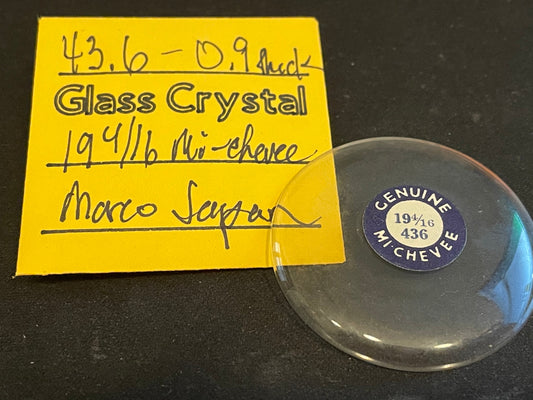 43.6 - 0.9 thick
Glass Crystal
19 4/16 Mi-chevee
Marco
GENUINE
19 4/16
436
MI-CHEVEE